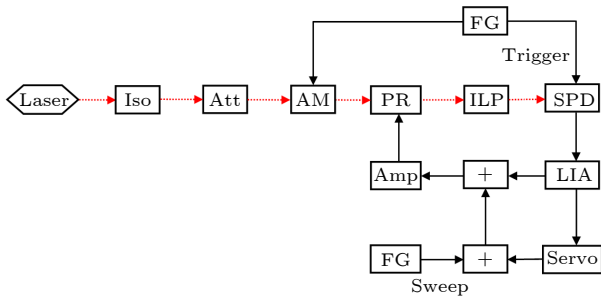 FG
Trigger
Laser
Iso
Att
AM
PR
ILP
SPD
Amp
+
LIA
FG
+
Servo
Sweep